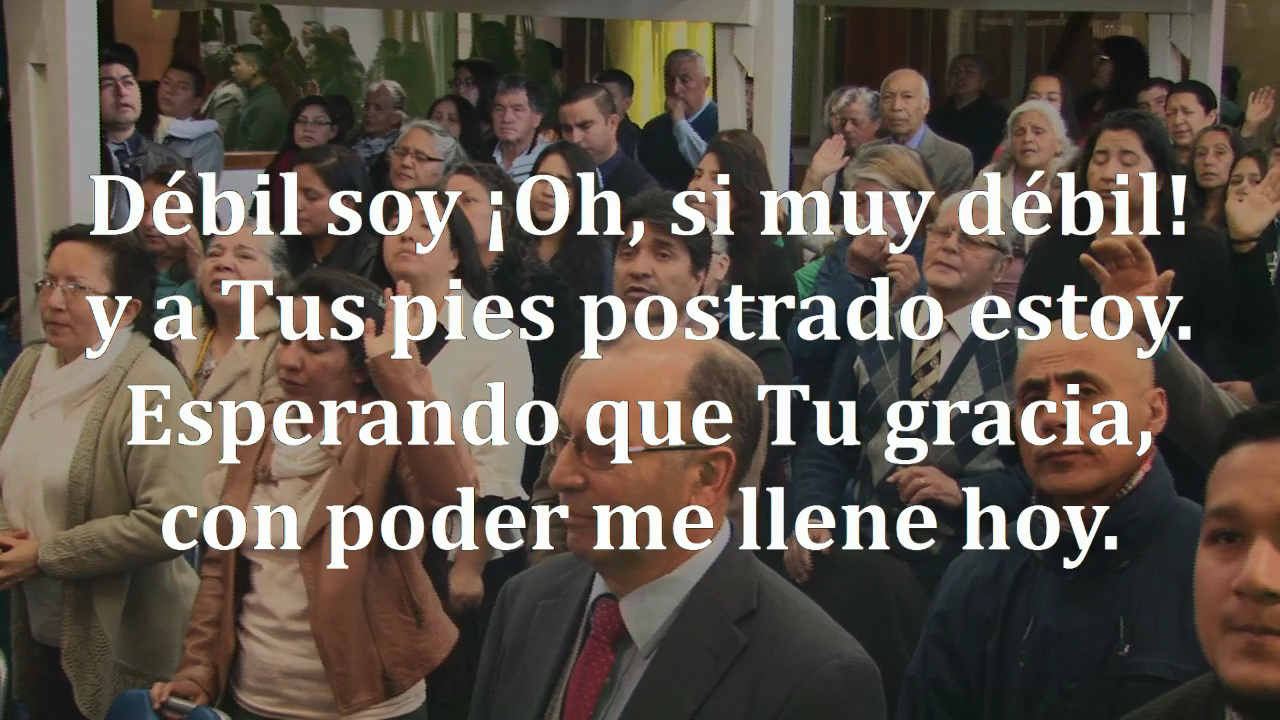 Débil soy ¡Oh, si muy débil!
y a Tus pies postrado estoy.
Esperando que Tu gracia,
con poder me llene hoy.